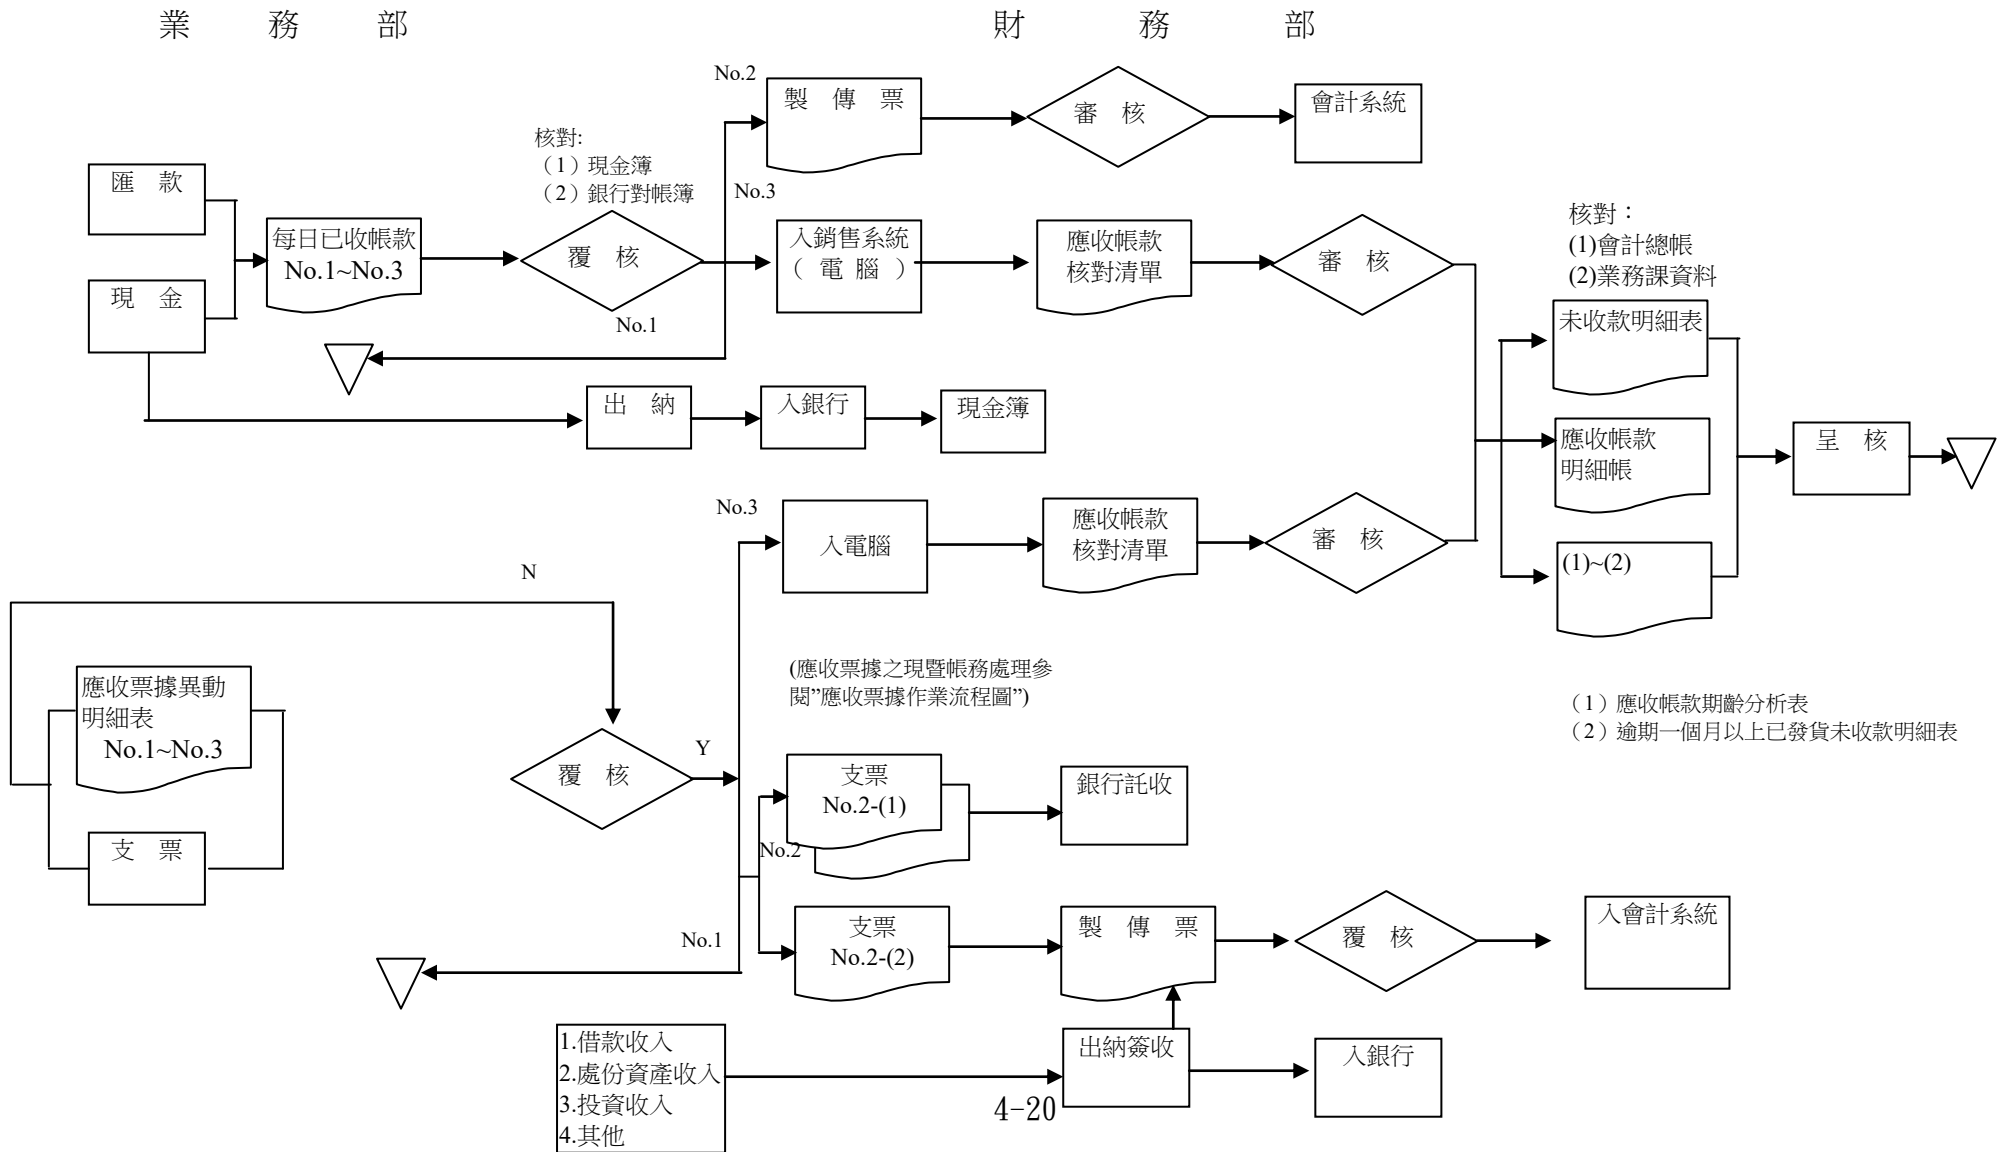 業 務 部
財 務 部
No.2
製 傳 票
審 核
會計系統
核對:
（1）現金簿
（2）銀行對帳簿
No.3
匯 款
現 金
每日已收帳款
No.1~No.3
覆 核
入銷售系統
( 電 腦 )
應收帳款
核對清單
審 核
No.1
核對：
(1)會計總帳
(2)業務課資料
未收款明細表
出 納
入銀行
現金簿
應收帳款
明細帳
呈 核
No.3
入電腦
應收帳款
核對清單
審 核
(1)~(2)
N
應收票據異動
明細表
No.1~No.3
支 票
(應收票據之現暨帳務處理參
閱”應收票據作業流程圖”)
（1）應收帳款期齡分析表
（2）逾期一個月以上已發貨未收款明細表
覆 核
Y
支票
No.2-(1)
銀行託收
No.2
No.1
支票
No.2-(2)
製 傳 票
覆 核
入會計系統
1.借款收入
2.處份資產收入
3.投資收入
4.其他
出納簽收
入銀行
4-20